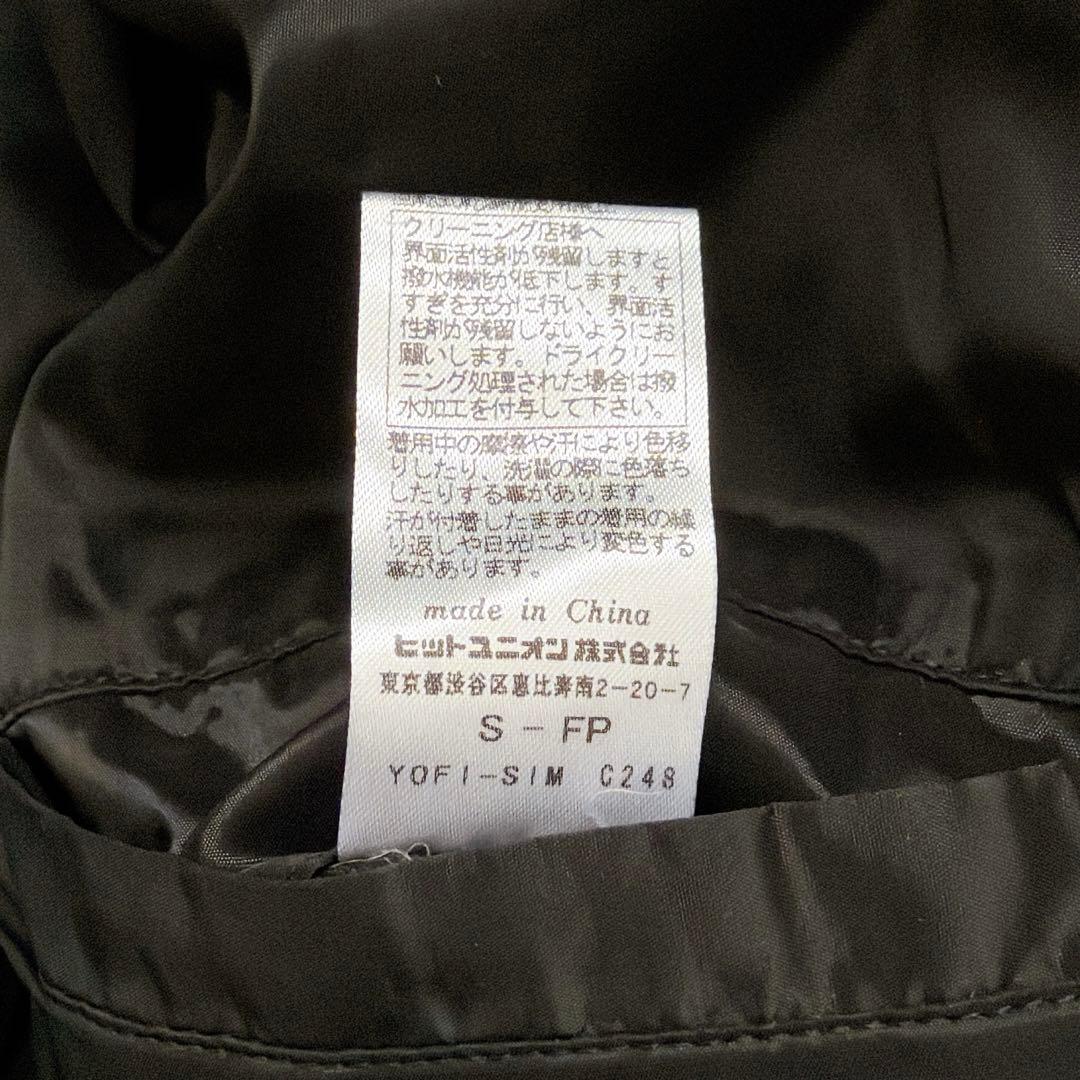 クリーニング店様へ
界面活性剤が残留しますと
撥水機能が低下します。す
すぎを充分に行い、界面活
性剤が残留しないようにお
願いします。ドライクリー
ニング処理された場合は撥
水加工を付与して下さい。
着用中の摩擦や汗により色移
りしたり、洗濯の際に色落ち
したりする事があります。
汗が付着したままの着用の繰
り返しや日光により変色する
事があります。
made in China
ヒットユニオン株式会社
東京都渋谷区恵比寿南2-20-7
S - FP
YOFI-SIM C248